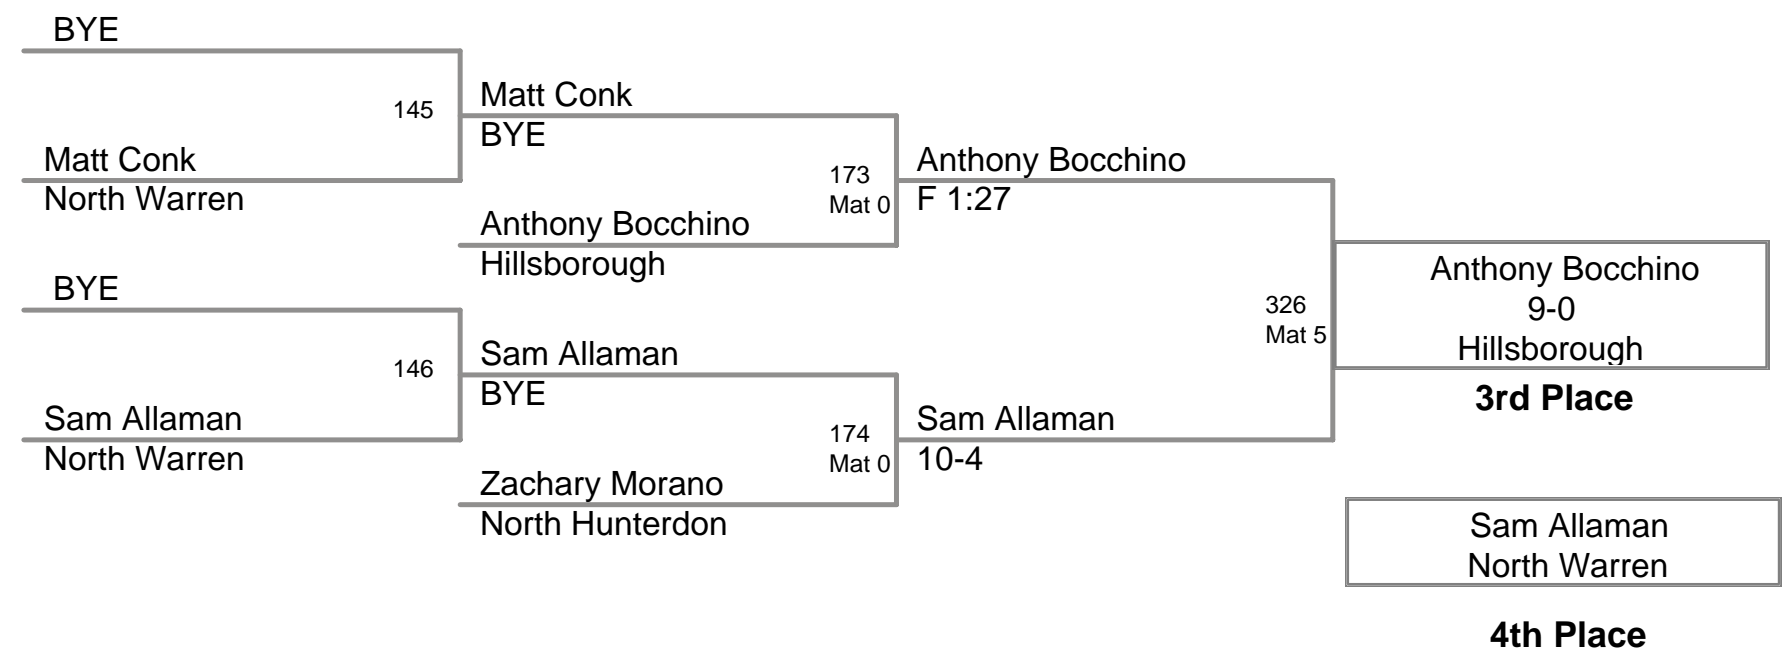 BYE
145
Matt Conk
North Warren
Matt Conk
BYE
173
Mat 0
Anthony Bocchino
Hillsborough
Anthony Bocchino
F 1:27
BYE
146
Sam Allaman
North Warren
Sam Allaman
BYE
174
Mat 0
Zachary Morano
North Hunterdon
Sam Allaman
10-4
326
Mat 5
Anthony Bocchino
9-0
Hillsborough
3rd Place
Sam Allaman
North Warren
4th Place